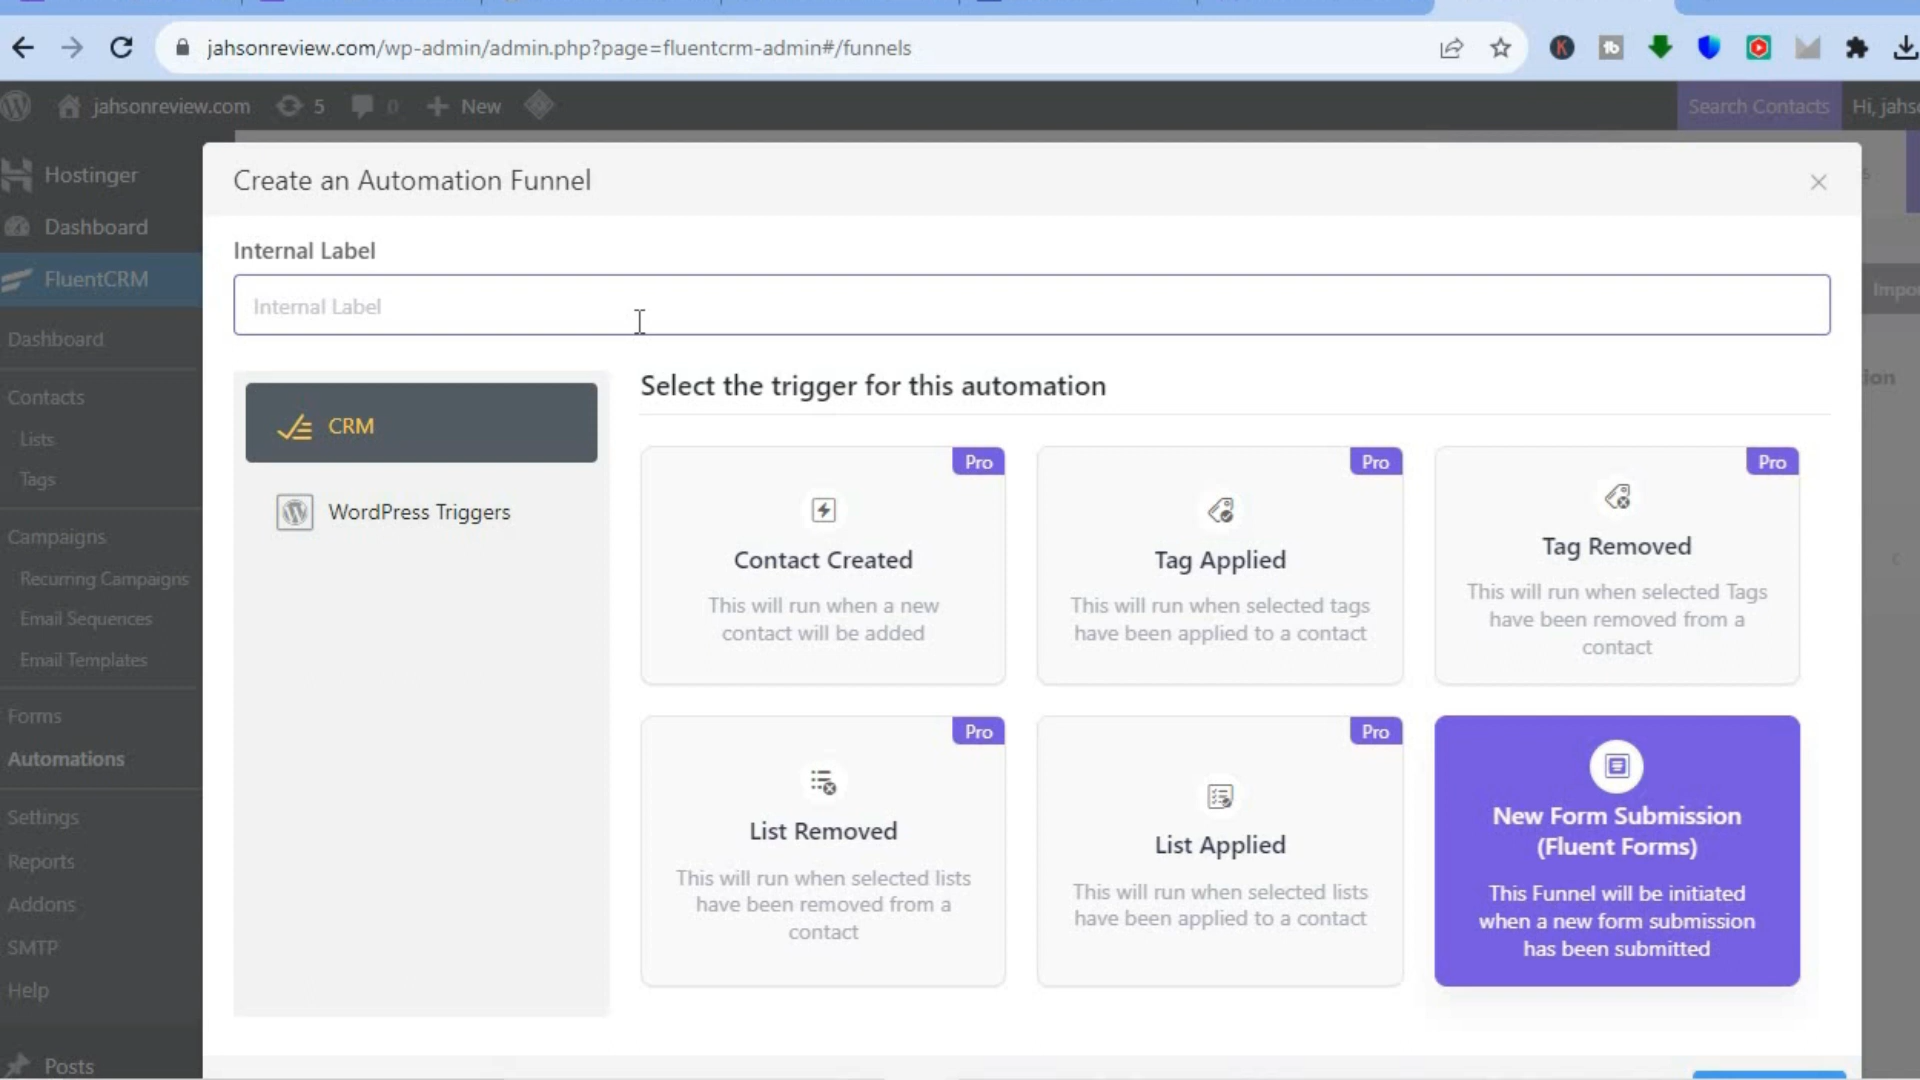 jahsonreview.com/wp-admin/admin.php?page=fluentcrm-admin#/funnels
jahsonreview.com 5 0 New Search Contacts Hi, jahso
Hostinger
Dashboard
FluentCRM
Dashboard
Contacts
Lists
Tags
Campaigns
Recurring Campaigns
Email Sequences
Email Templates
Forms
Automations
Settings
Reports
Addons
SMTP
Help
Posts
Create an Automation Funnel
Internal Label
Internal Label
CRM
WordPress Triggers
Select the trigger for this automation
Pro
Contact Created
This will run when a new
contact will be added
Pro
Tag Applied
This will run when selected tags
have been applied to a contact
Pro
Tag Removed
This will run when selected Tags
have been removed from a
contact
Pro
List Removed
This will run when selected lists
have been removed from a
contact
Pro
List Applied
This will run when selected lists
have been applied to a contact
New Form Submission
(Fluent Forms)
This Funnel will be initiated
when a new form submission
has been submitted
Impor
ion